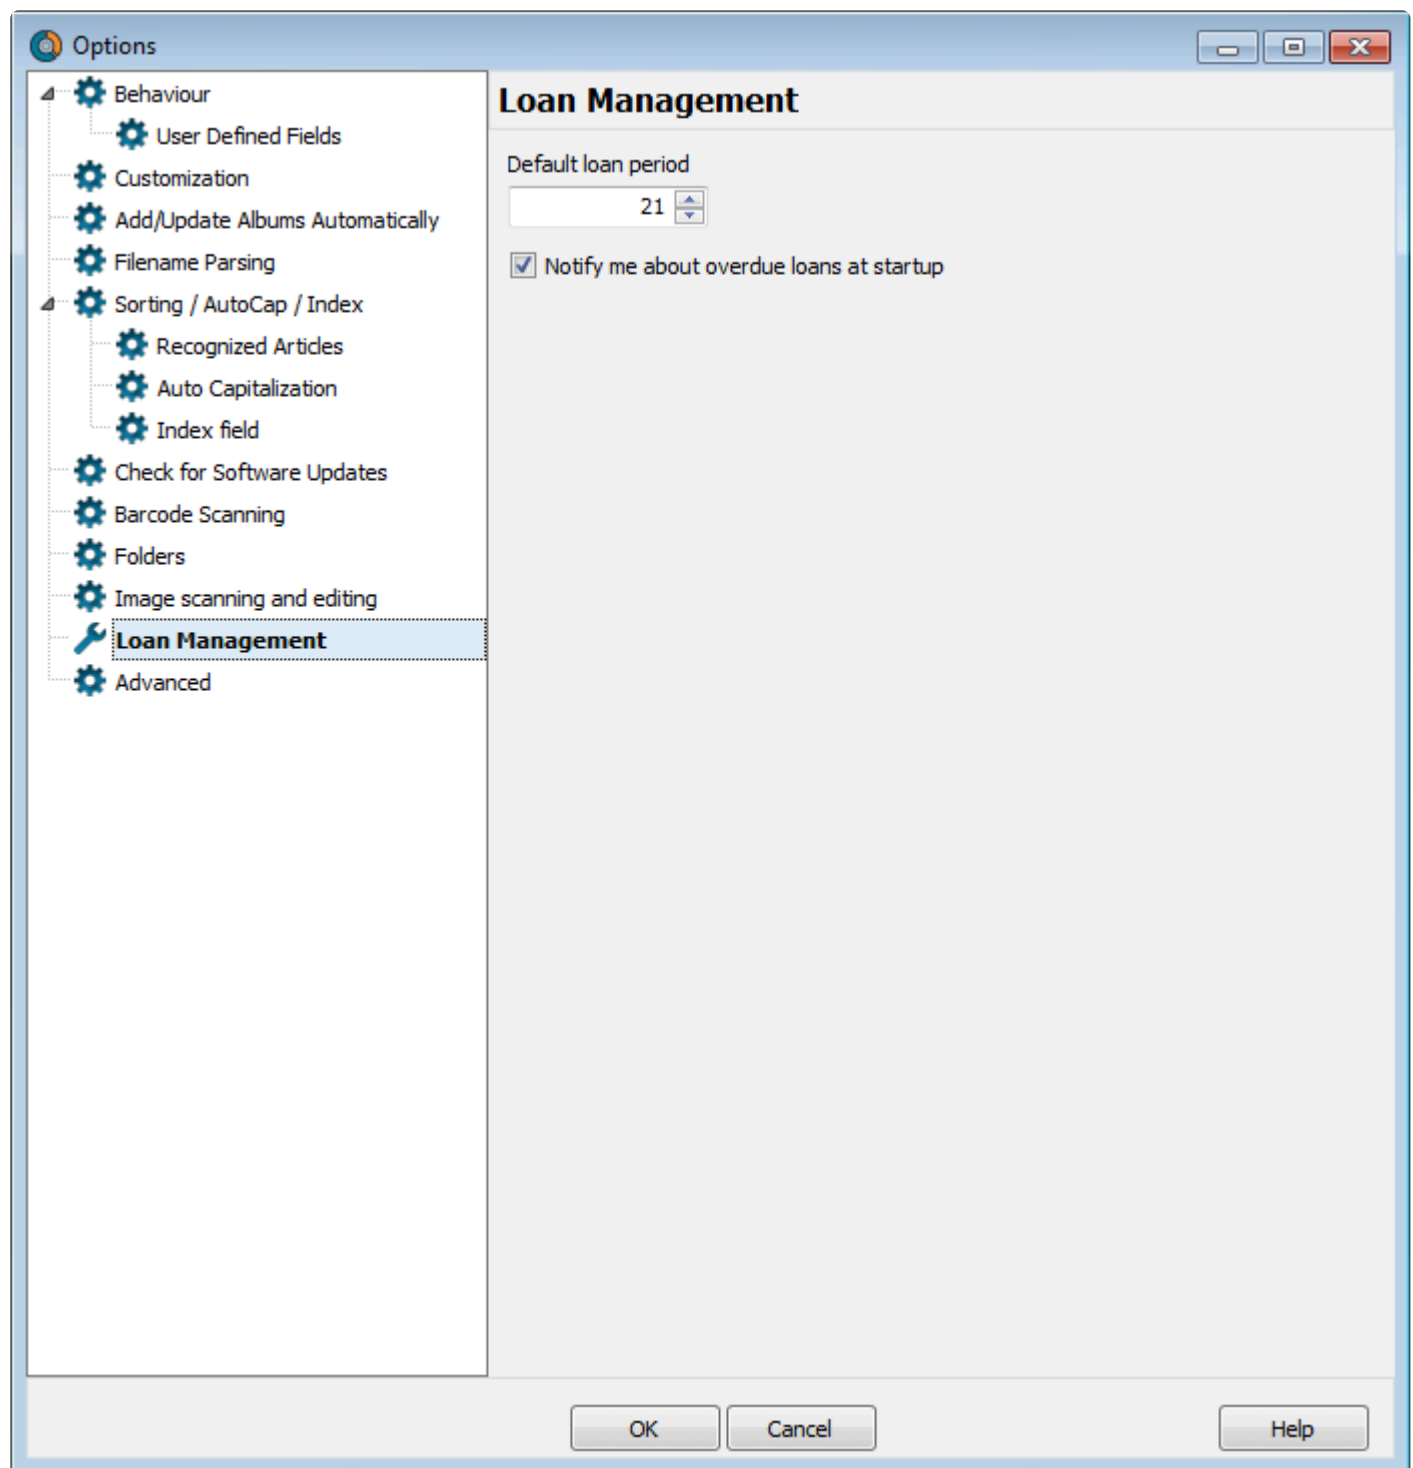 Options
Behaviour
User Defined Fields
Customization
Add/Update Albums Automatically
Filename Parsing
Sorting / AutoCap / Index
Recognized Articles
Auto Capitalization
Index field
Check for Software Updates
Barcode Scanning
Folders
Image scanning and editing
Loan Management
Advanced
Loan Management
Default loan period
21
Notify me about overdue loans at startup
OK
Cancel
Help